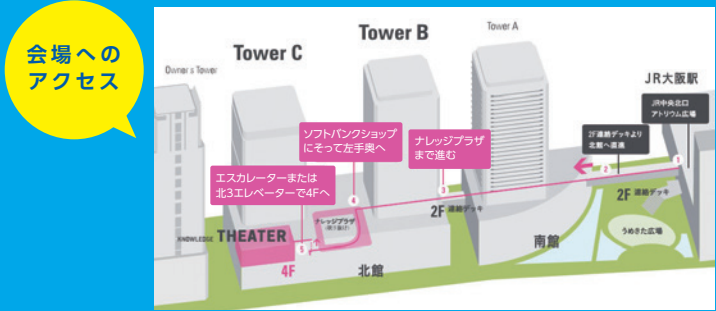 会場への
アクセス
Owner's Tower
Tower C
Tower B
Tower A
JR大阪駅
JR中央北口
アトリウム広場
2F連絡デッキより
北館へ直進
ソフトバンクショップ
にそって左手奥へ
ナレッジプラザ
まで進む
エスカレーターまたは
北3エレベーターで4Fへ
1
2
3
4
5
2F 連絡デッキ
2F 連絡デッキ
うめきた広場
ナレッジプラザ
KNOWLEDGE THEATER
4F
北館
南館